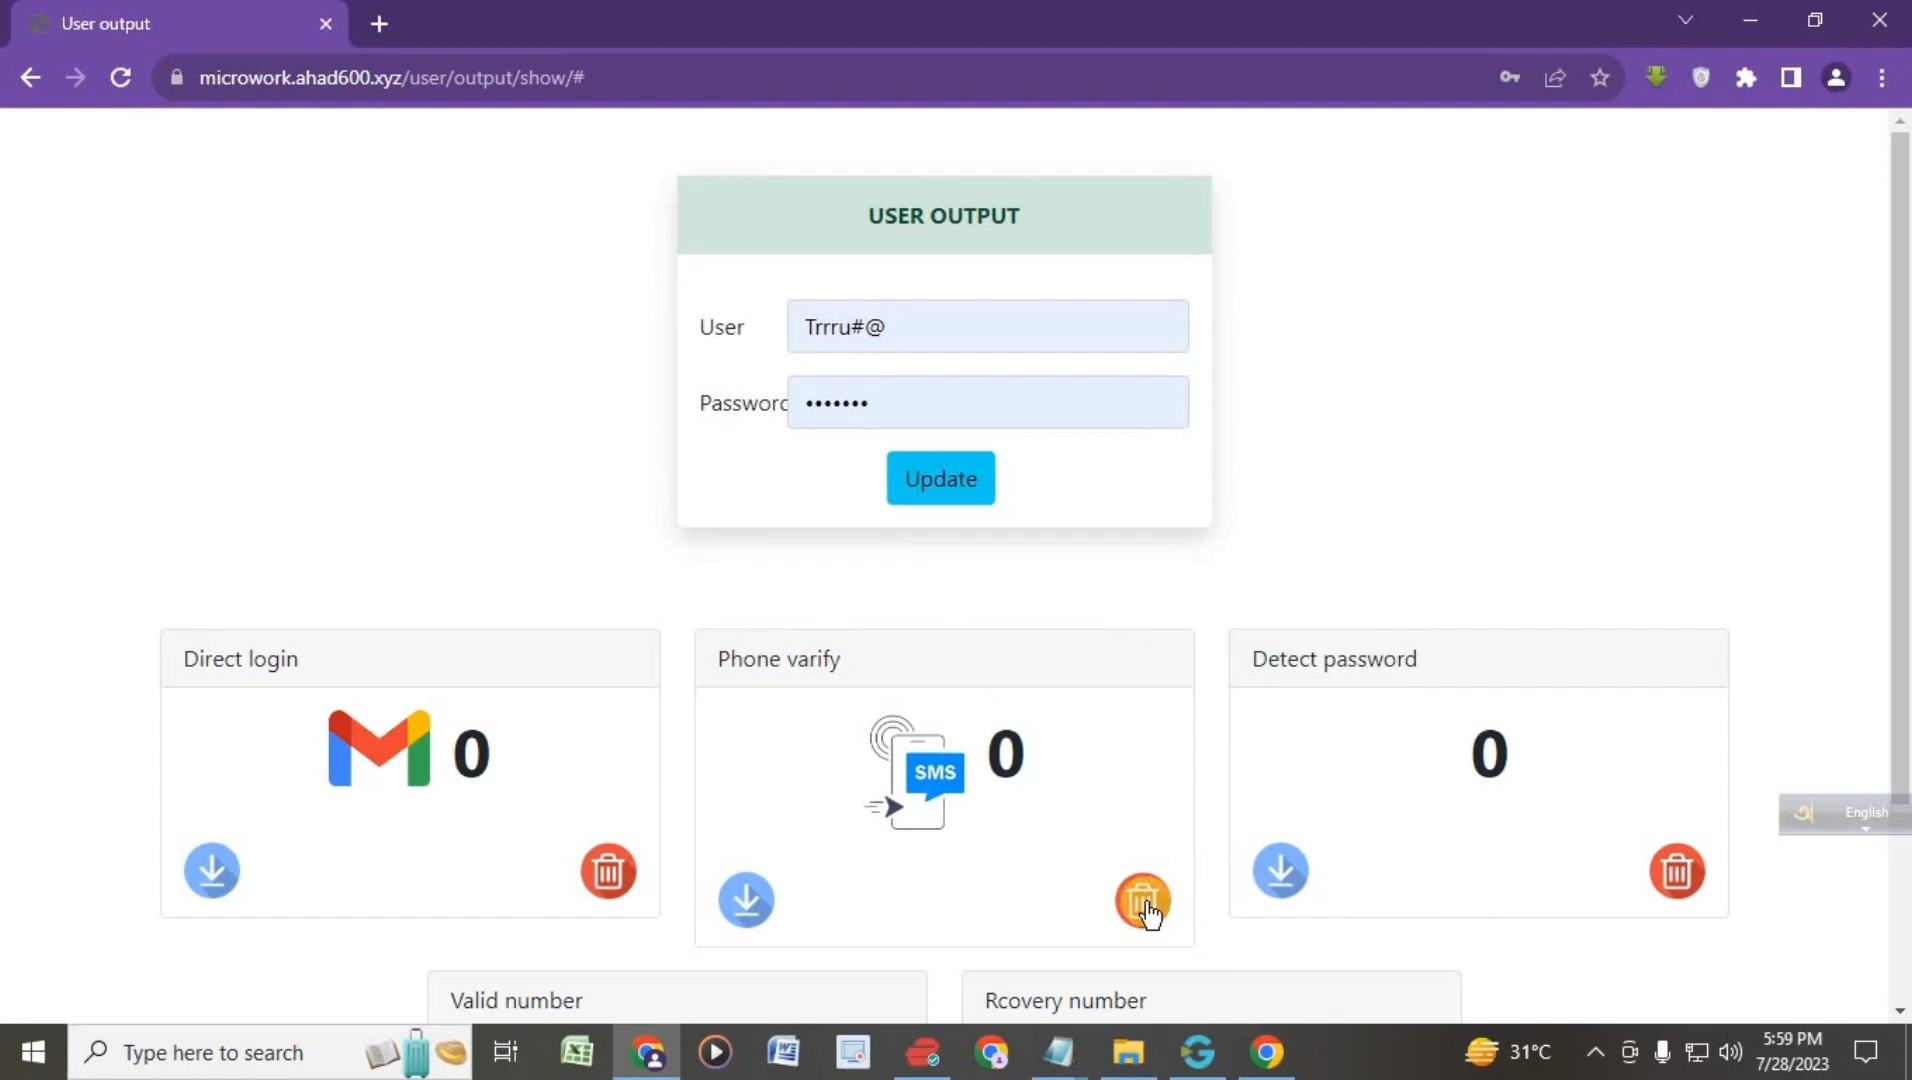 User output
microwork.ahad600.xyz/user/output/show/#
USER OUTPUT
User
Trrru#@
Password
•••••••
Update
Direct login
Phone varify
Detect password
0
SMS
0
0
অ English
Valid number
Rcovery number
Type here to search
31°C
5:59 PM
7/28/2023